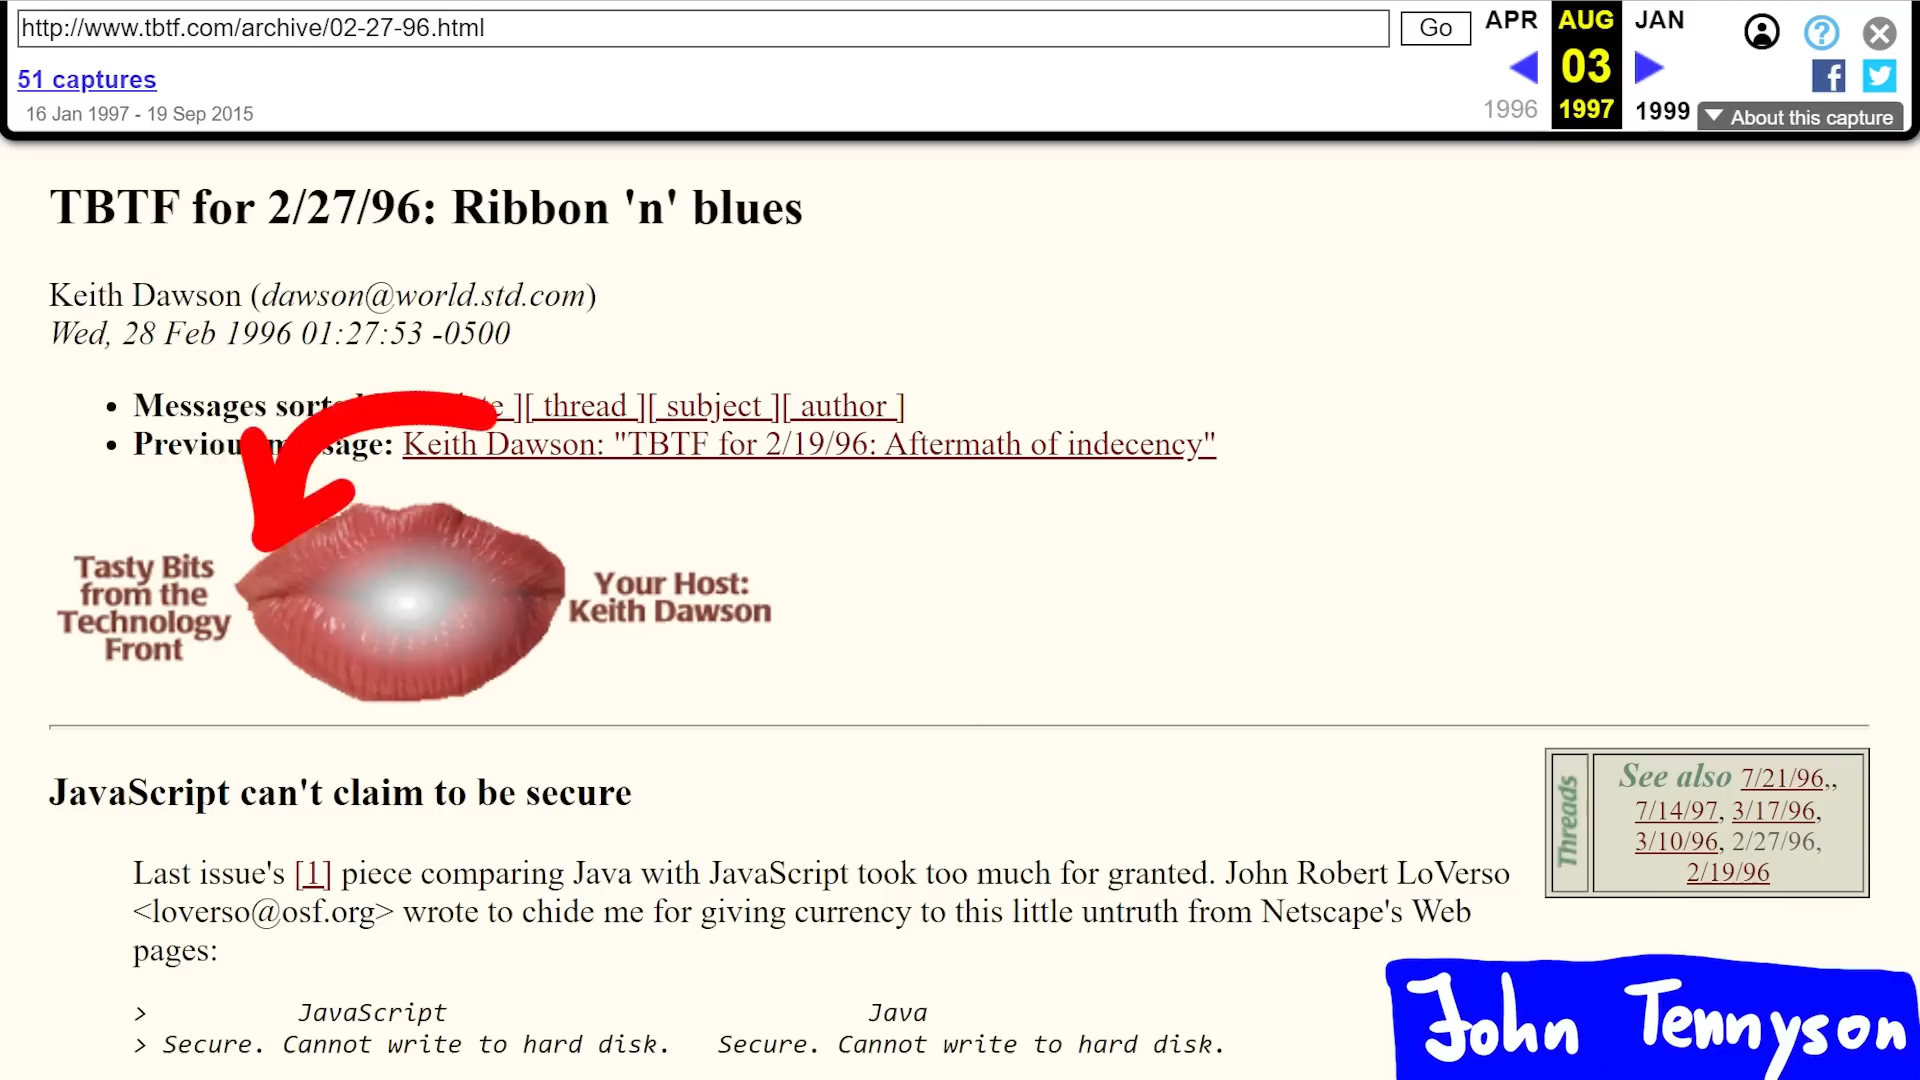 http://www.tbtf.com/archive/02-27-96.html
Go
APR
AUG
JAN
51 captures
03
16 Jan 1997 - 19 Sep 2015
1996
1997
1999
About this capture
TBTF for 2/27/96: Ribbon 'n' blues
Keith Dawson (dawson@world.std.com)
Wed, 28 Feb 1996 01:27:53 -0500
Messages ][ thread ][ subject ][ author ]
Keith Dawson: "TBTF for 2/19/96: Aftermath of indecency"
Tasty Bits
from the
Technology
Front
Your Host:
Keith Dawson
JavaScript can't claim to be secure
Threads
See also 7/21/96,,
7/14/97, 3/17/96,
3/10/96, 2/27/96,
2/19/96
Last issue's [1] piece comparing Java with JavaScript took too much for granted. John Robert LoVerso
<loverso@osf.org> wrote to chide me for giving currency to this little untruth from Netscape's Web
pages:
> JavaScript Java
> Secure. Cannot write to hard disk. Secure. Cannot write to hard disk.
John Tennyson